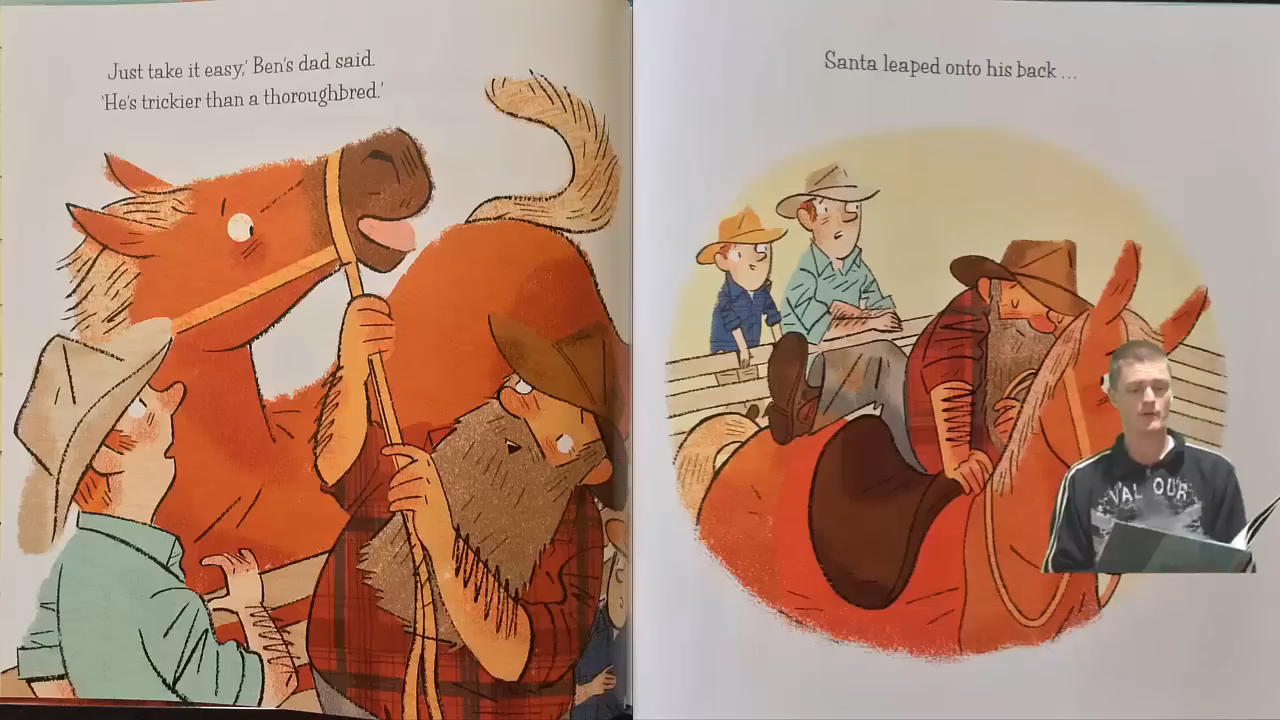 Just take it easy,' Ben's dad said.
'He's trickier than a thoroughbred.'
Santa leaped onto his back ...
VALOUR